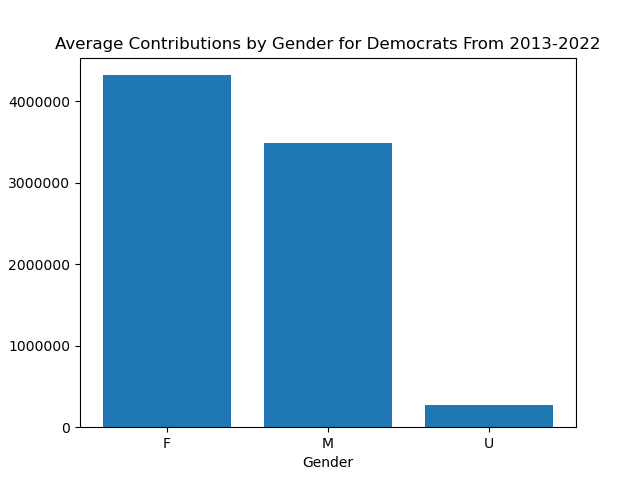 Average Contributions by Gender for Democrats From 2013-2022
4000000
3000000
2000000
1000000
0
F M U
Gender